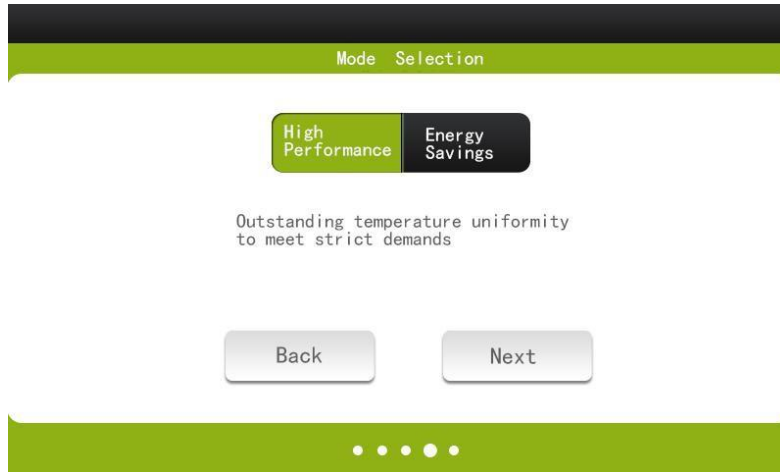 Mode Selection
High
Performance
Energy
Savings
Outstanding temperature uniformity
to meet strict demands
Back
Next